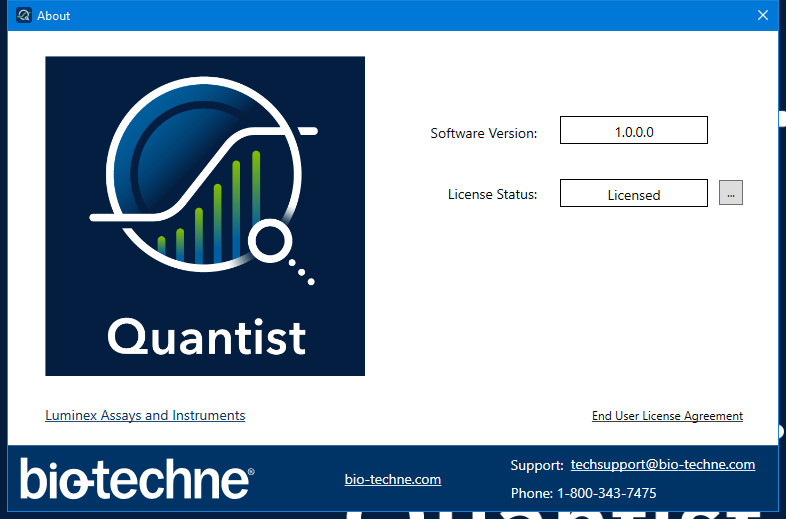 About
Software Version:
1.0.0.0
License Status:
Licensed
...
Quantist
Luminex Assays and Instruments
End User License Agreement
bio-techne®
bio-techne.com
Support: techsupport@bio-techne.com
Phone: 1-800-343-7475
Quantist